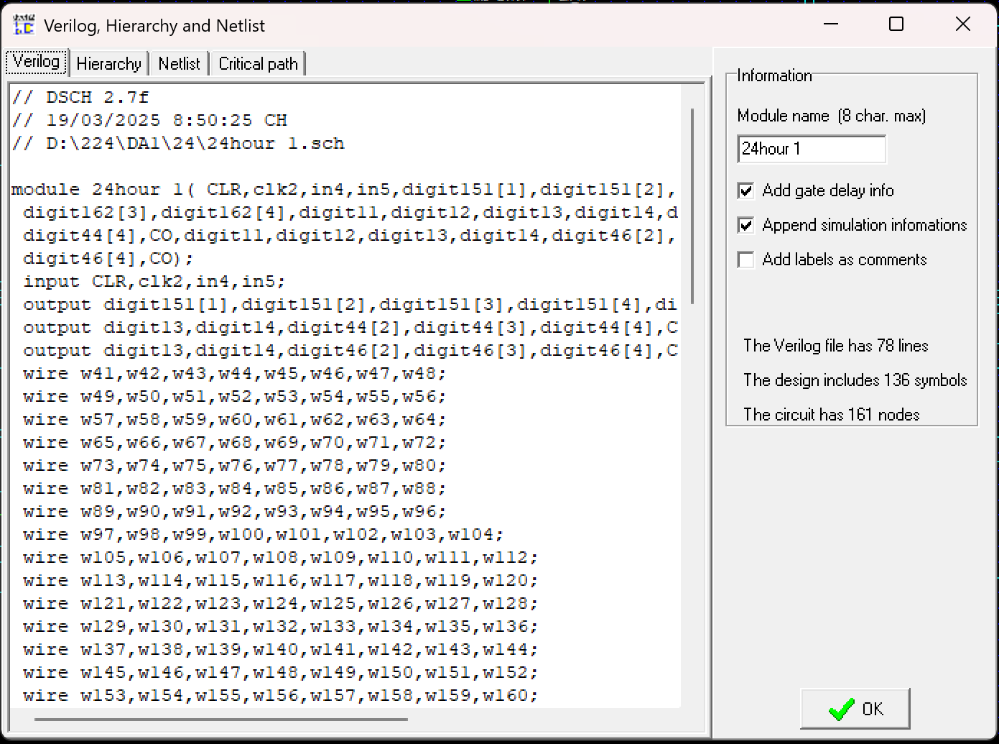 Verilog, Hierarchy and Netlist
Verilog
Hierarchy
Netlist
Critical path
// DSCH 2.7f
// 19/03/2025 8:50:25 CH
// D:\224\DA1\24\24hour 1.sch
module 24hour 1( CLR,clk2,in4,in5,digit151[1],digit151[2],
digit162[3],digit162[4],digit11,digit12,digit13,digit14,d
digit44[4],CO,digit11,digit12,digit13,digit14,digit46[2],
digit46[4],CO);
input CLR,clk2,in4,in5;
output digit151[1],digit151[2],digit151[3],digit151[4],di
output digit13,digit14,digit44[2],digit44[3],digit44[4],C
output digit13,digit14,digit46[2],digit46[3],digit46[4],C
wire w41,w42,w43,w44,w45,w46,w47,w48;
wire w49,w50,w51,w52,w53,w54,w55,w56;
wire w57,w58,w59,w60,w61,w62,w63,w64;
wire w65,w66,w67,w68,w69,w70,w71,w72;
wire w73,w74,w75,w76,w77,w78,w79,w80;
wire w81,w82,w83,w84,w85,w86,w87,w88;
wire w89,w90,w91,w92,w93,w94,w95,w96;
wire w97,w98,w99,w100,w101,w102,w103,w104;
wire w105,w106,w107,w108,w109,w110,w111,w112;
wire w113,w114,w115,w116,w117,w118,w119,w120;
wire w121,w122,w123,w124,w125,w126,w127,w128;
wire w129,w130,w131,w132,w133,w134,w135,w136;
wire w137,w138,w139,w140,w141,w142,w143,w144;
wire w145,w146,w147,w148,w149,w150,w151,w152;
wire w153,w154,w155,w156,w157,w158,w159,w160;
Information
Module name (8 char. max)
24hour 1
Add gate delay info
Append simulation infomations
Add labels as comments
The Verilog file has 78 lines
The design includes 136 symbols
The circuit has 161 nodes
OK